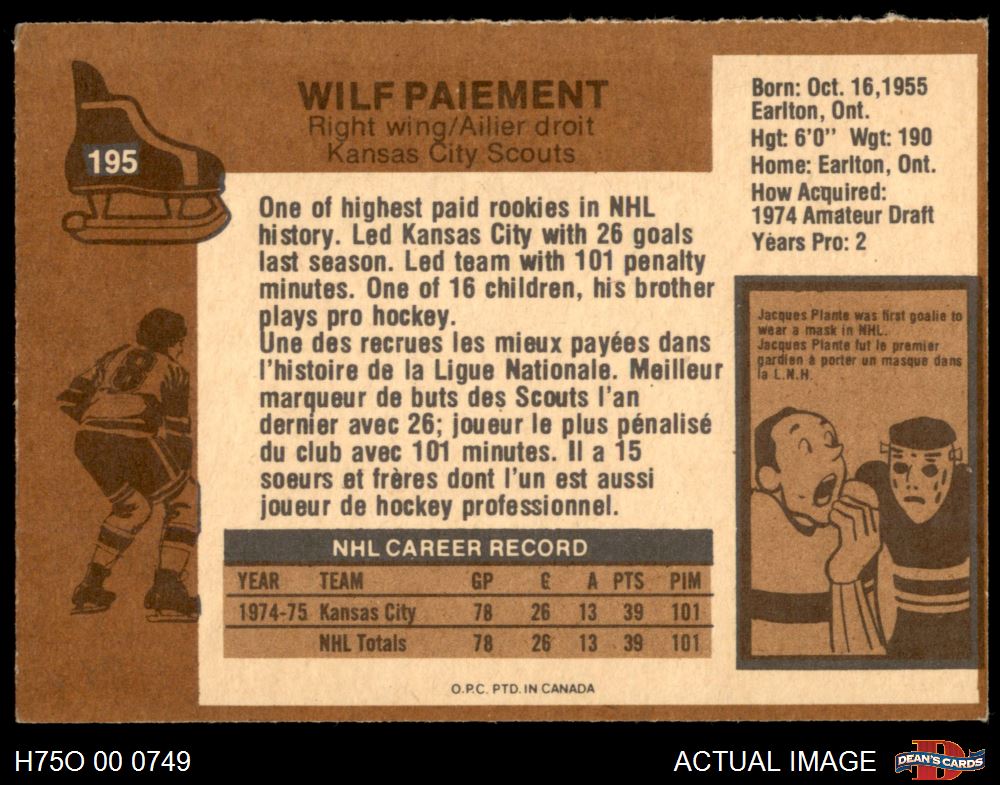 195
WILF PAIEMENT
Right wing/Ailier droit
Kansas City Scouts
Born: Oct. 16,1955
Earlton, Ont.
Hgt: 6'0" Wgt: 190
Home: Earlton, Ont.
How Acquired:
1974 Amateur Draft
Years Pro: 2
One of highest paid rookies in NHL
history. Led Kansas City with 26 goals
last season. Led team with 101 penalty
minutes. One of 16 children, his brother
plays pro hockey.
Une des recrues les mieux payées dans
l'histoire de la Ligue Nationale. Meilleur
marqueur de buts des Scouts l'an
dernier avec 26; joueur le plus pénalisé
du club avec 101 minutes. Il a 15
soeurs et frères dont l'un est aussi
joueur de hockey professionnel.
Jacques Plante was first goalie to
wear a mask in NHL.
Jacques Plante fut le premier
gardien à porter un masque dans
la L.N.H.
8
NHL CAREER RECORD
YEAR TEAM GP G A PTS PIM
1974-75 Kansas City 78 26 13 39 101
NHL Totals 78 26 13 39 101
O.P.C. PTD. IN CANADA
H75O 00 0749
ACTUAL IMAGE
D
DEAN'S CARDS